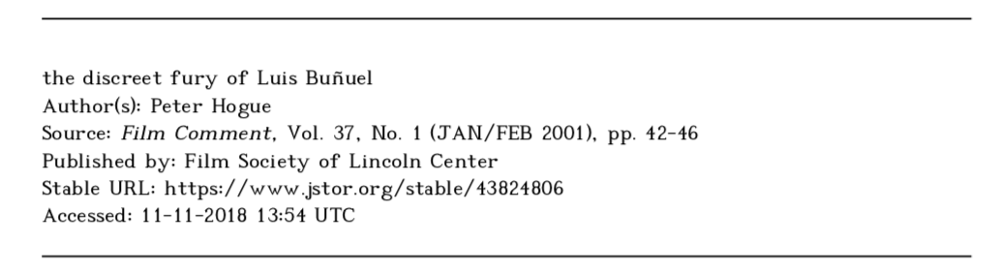 the discreet fury of Luis Buñuel
Author(s): Peter Hogue
Source: Film Comment, Vol. 37, No. 1 (JAN/FEB 2001), pp. 42-46
Published by: Film Society of Lincoln Center
Stable URL: https://www.jstor.org/stable/43824806
Accessed: 11-11-2018 13:54 UTC